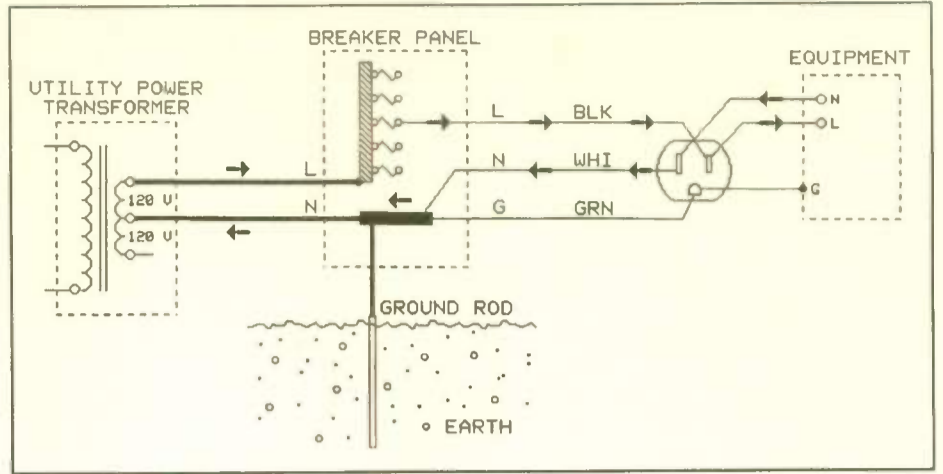 BREAKER PANEL
EQUIPMENT
UTILITY POWER
TRANSFORMER
N
L
BLK
L
L
N
WHI
120 V
N
G
GRN
G
120 V
GROUND ROD
EARTH